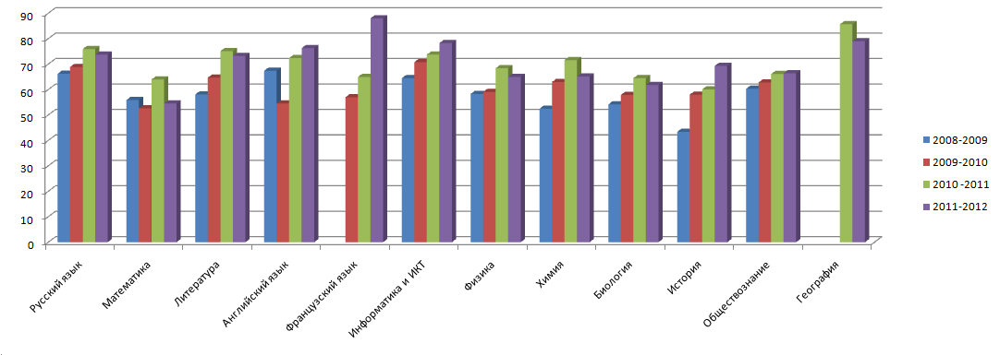 90
80
70
60
50
40
30
20
10
0
Русский язык
Математика
Литература
Английский язык
Французский язык
Информатика и ИКТ
Физика
Химия
Биология
История
Обществознание
География
2008-2009
2009-2010
2010 -2011
2011-2012